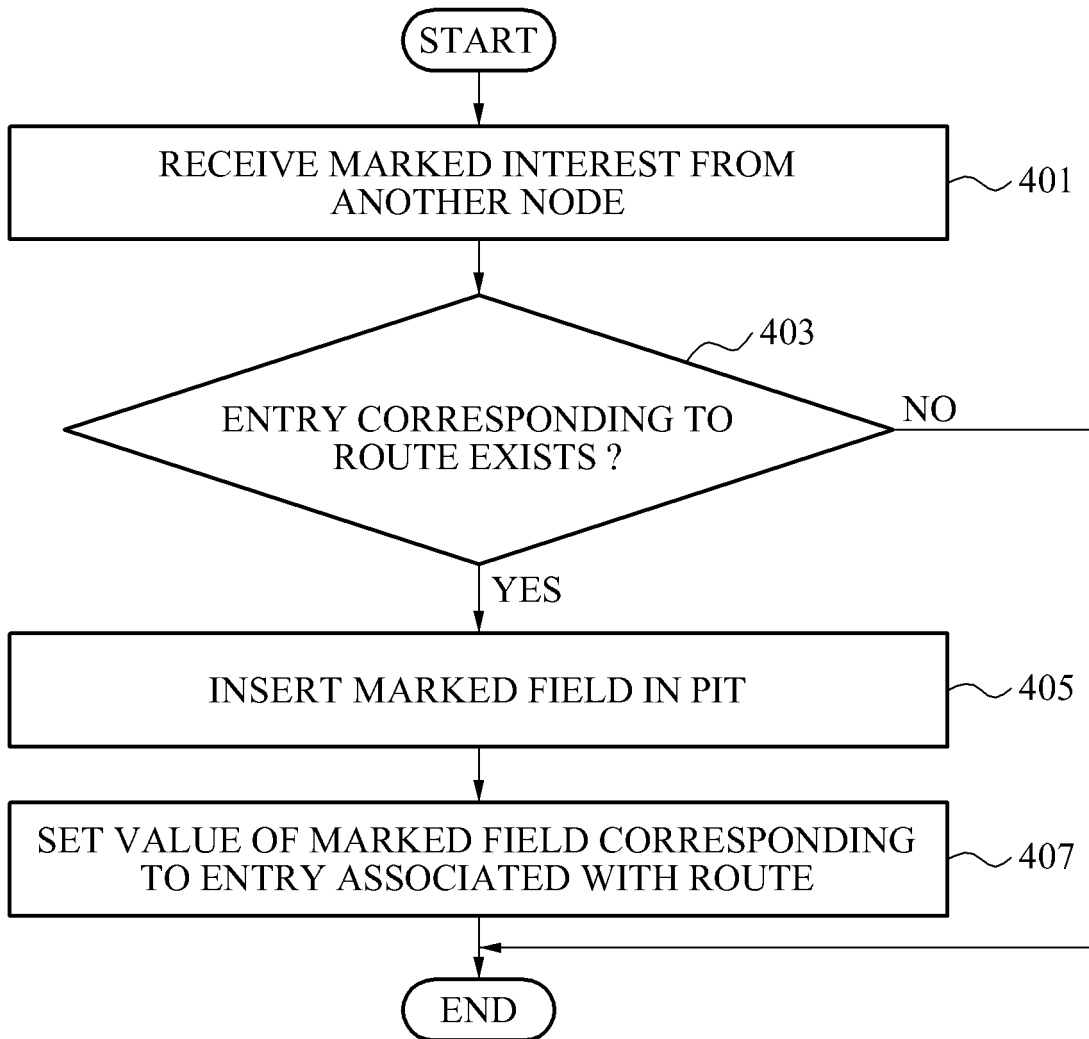 START
RECEIVE MARKED INTEREST FROM
ANOTHER NODE
401
403
ENTRY CORRESPONDING TO
ROUTE EXISTS ?
NO
YES
INSERT MARKED FIELD IN PIT
405
SET VALUE OF MARKED FIELD CORRESPONDING
TO ENTRY ASSOCIATED WITH ROUTE
407
END